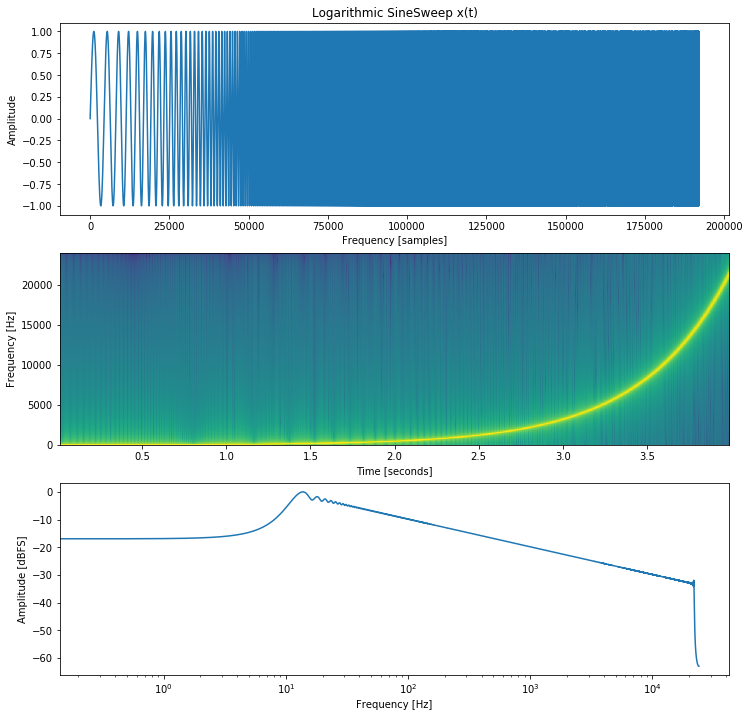 Logarithmic SineSweep x(t)
1.00
0.75
0.50
0.25
0.00
−0.25
−0.50
−0.75
−1.00
Amplitude
0 25000 50000 75000 100000 125000 150000 175000 200000
Frequency [samples]
20000
15000
10000
5000
0
Frequency [Hz]
0.5 1.0 1.5 2.0 2.5 3.0 3.5
Time [seconds]
0
−10
−20
−30
−40
−50
−60
Amplitude [dBFS]
10⁰ 10¹ 10² 10³ 10⁴
Frequency [Hz]